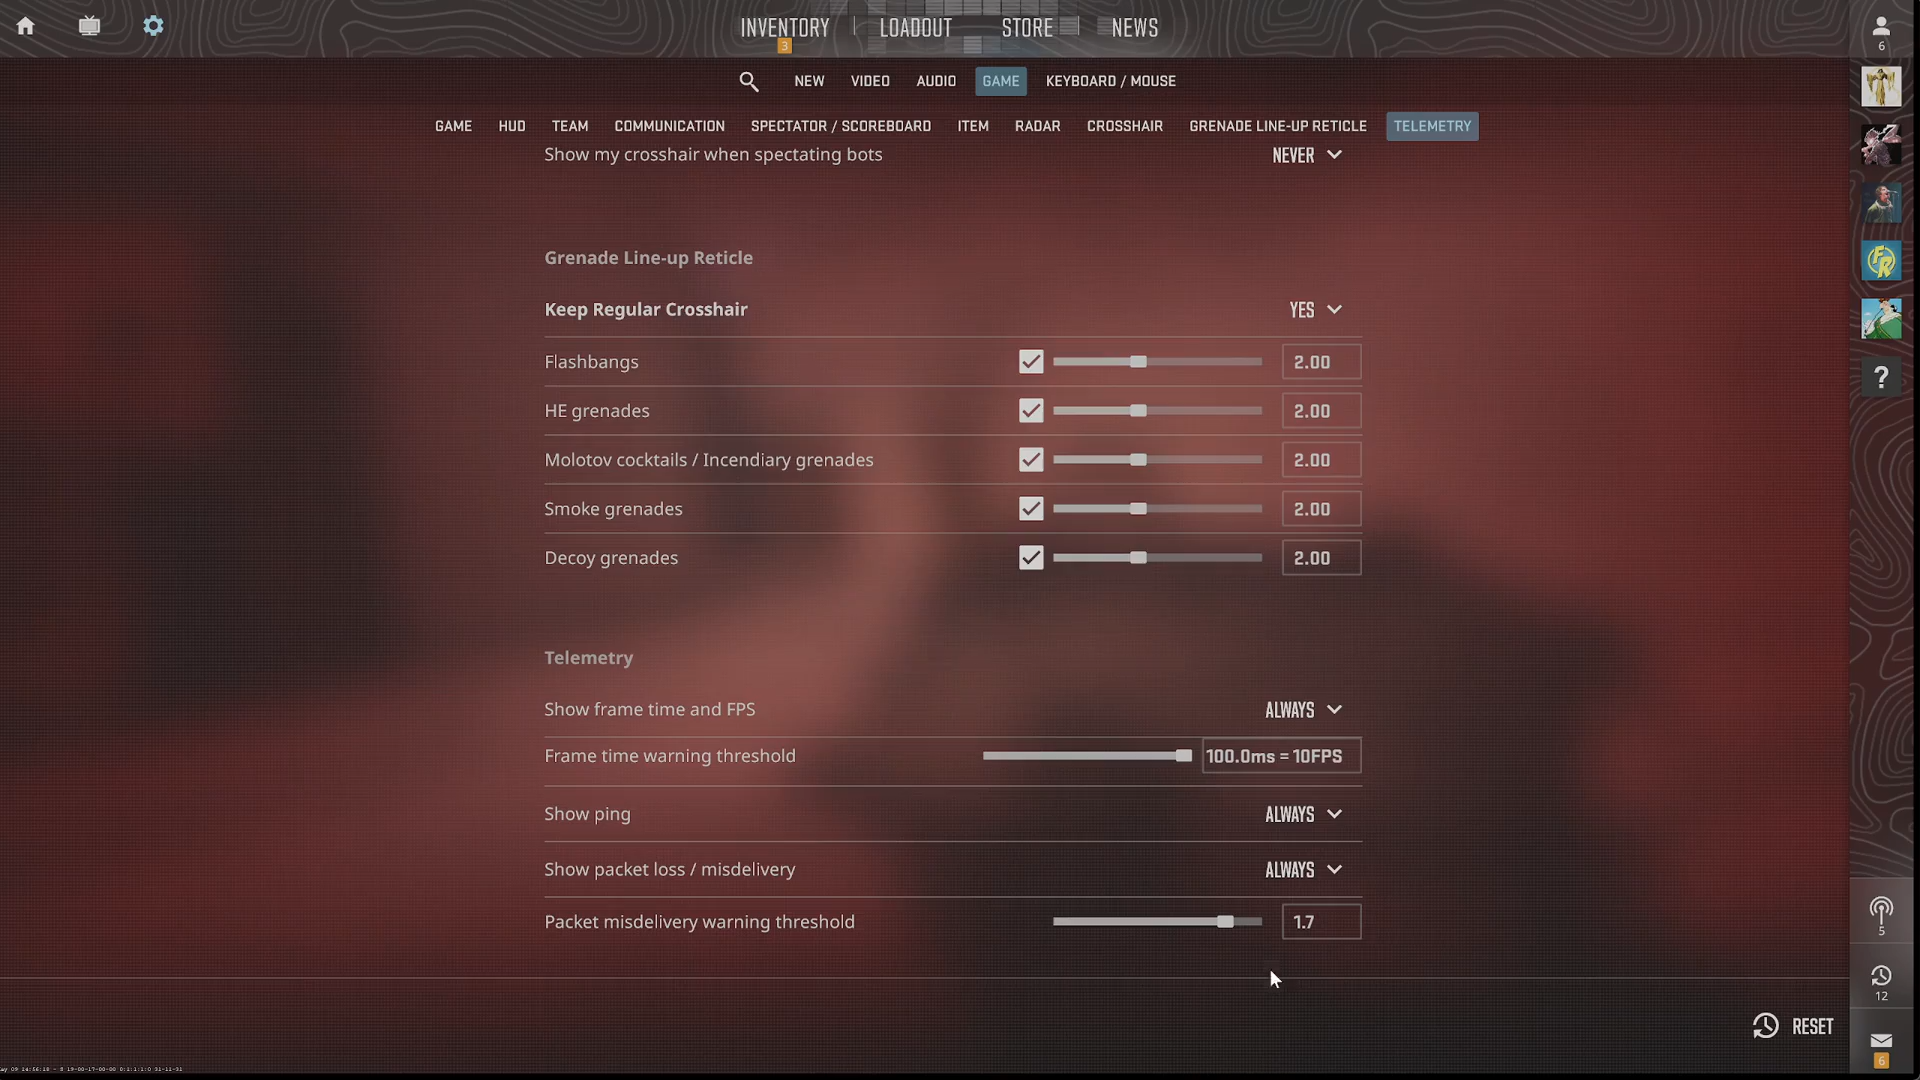 INVENTORY
LOADOUT
STORE
NEWS
3
6
NEW
VIDEO
AUDIO
GAME
KEYBOARD / MOUSE
GAME
HUD
TEAM
COMMUNICATION
SPECTATOR / SCOREBOARD
ITEM
RADAR
CROSSHAIR
GRENADE LINE-UP RETICLE
TELEMETRY
Show my crosshair when spectating bots
NEVER
Grenade Line-up Reticle
Keep Regular Crosshair
YES
Flashbangs
2.00
HE grenades
2.00
Molotov cocktails / Incendiary grenades
2.00
Smoke grenades
2.00
Decoy grenades
2.00
Telemetry
Show frame time and FPS
ALWAYS
Frame time warning threshold
100.0ms = 10FPS
Show ping
ALWAYS
Show packet loss / misdelivery
ALWAYS
Packet misdelivery warning threshold
1.7
FR
?
5
12
RESET
6